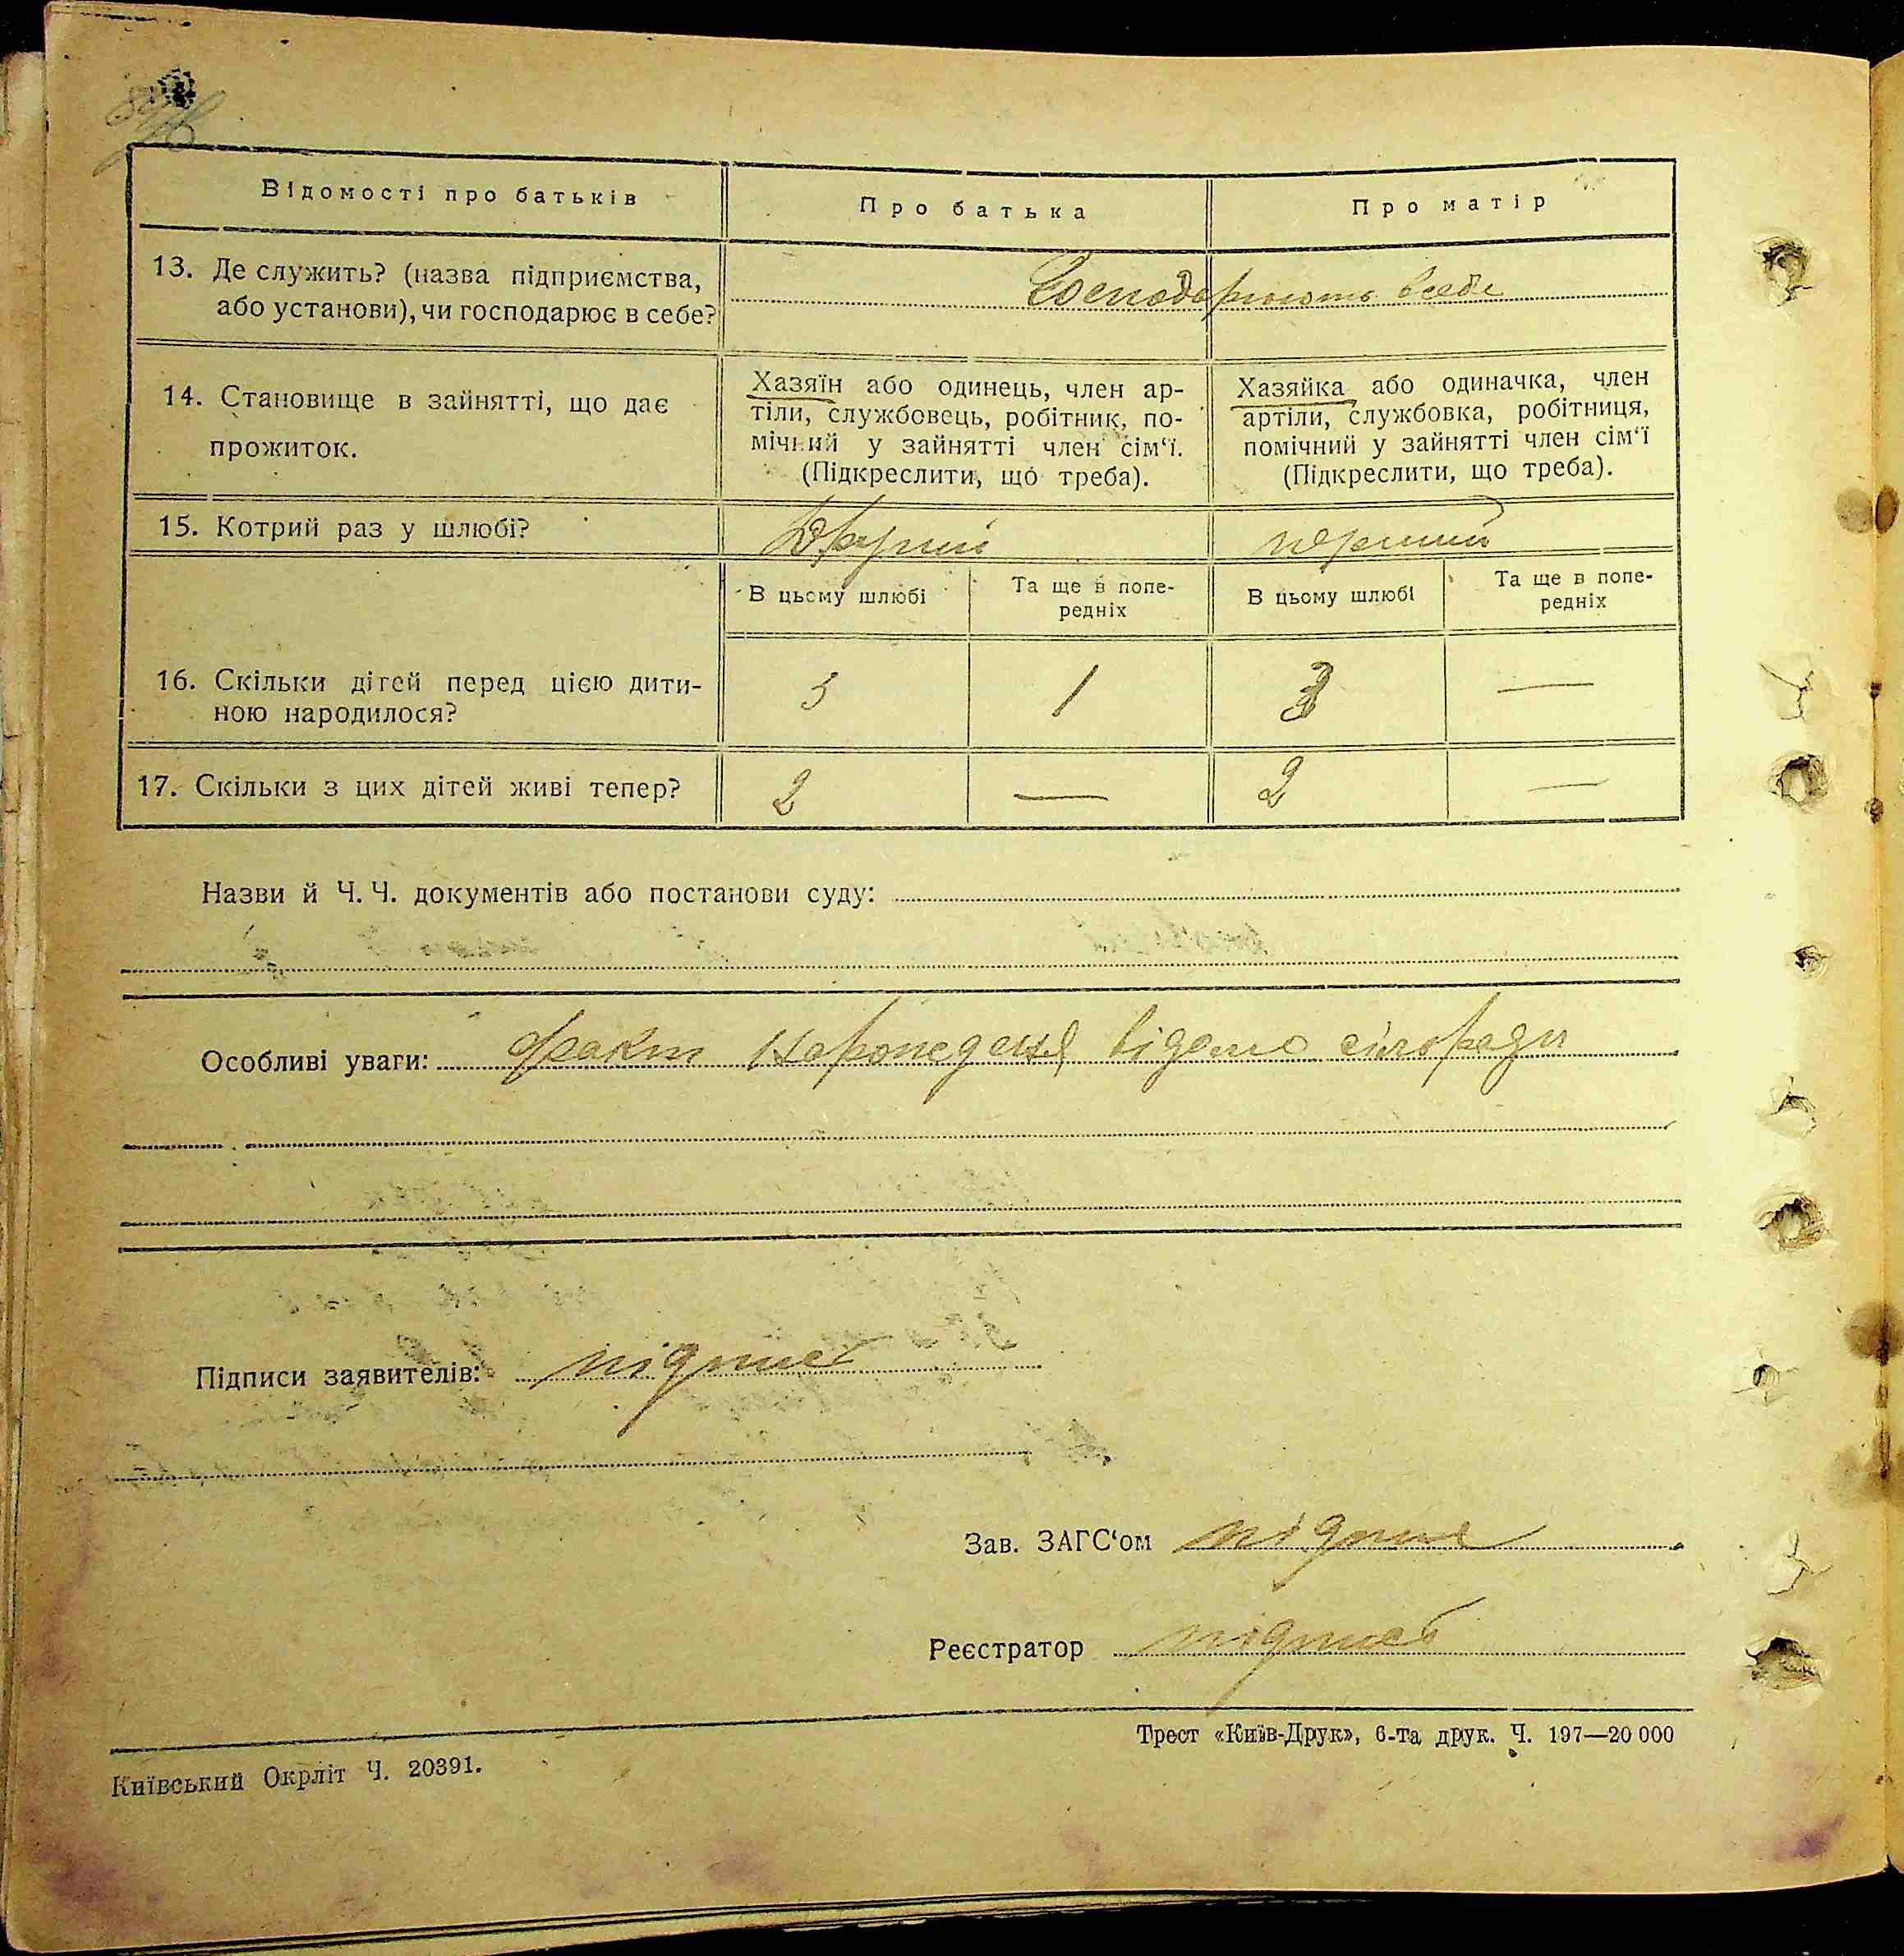 Відомості про батьків
Про батька
Про матір
13. Де служить? (назва підприємства,
або установи), чи господарює в себе?
Господарюють всебе
14. Становище в зайнятті, що дає
прожиток.
Хазяїн або одинець, член ар-
тіли, службовець, робітник, по-
мічний у зайнятті член сім‘ї.
(Підкреслити, що треба).
Хазяйка або одиначка, член
артіли, службовка, робітниця,
помічний у зайнятті член сім‘ї
(Підкреслити, що треба).
15. Котрий раз у шлюбі?
Другий
перший
В цьому шлюбі
Та ще в попе-
редніх
В цьому шлюбі
Та ще в попе-
редніх
16. Скільки дітей перед цією дити-
ною народилося?
3
1
3
—
17. Скільки з цих дітей живі тепер?
2
—
2
—
Назви й Ч. Ч. документів або постанови суду:
Особливі уваги: факт відомо сільради
Підписи заявителів: підпис
Зав. ЗАГС‘ом підпис
Реєстратор підпись
Трест «Київ-Друк», 6-та друк. Ч. 197—20 000
Київський Окрліт Ч. 20391.